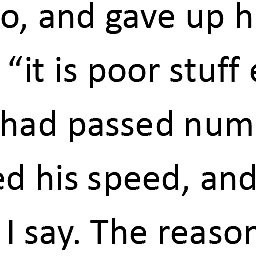 o, and gave up h
“it is poor stuff e
had passed num
ed his speed, and
I say. The reason